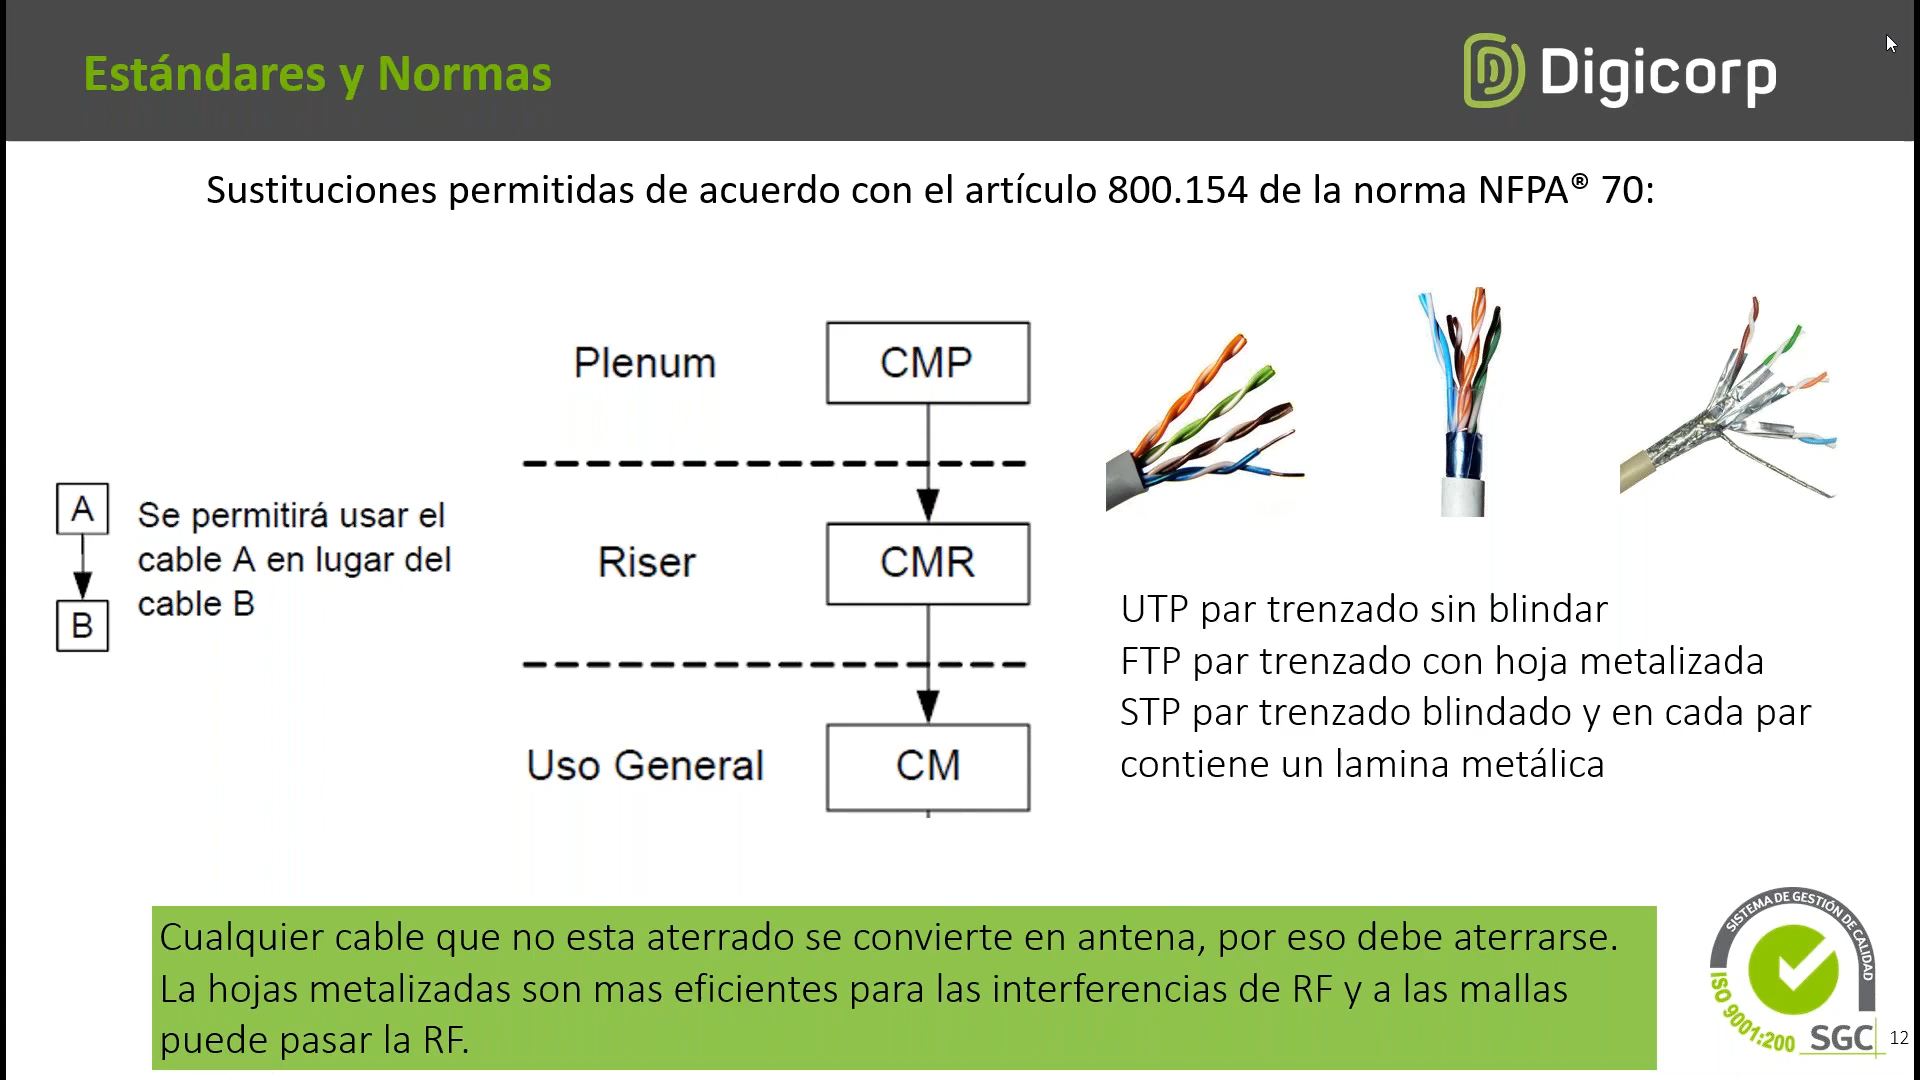 Estándares y Normas
Digicorp
Sustituciones permitidas de acuerdo con el artículo 800.154 de la norma NFPA® 70:
A
B
Se permitirá usar el
cable A en lugar del
cable B
Plenum
CMP
Riser
CMR
Uso General
CM
UTP par trenzado sin blindar
FTP par trenzado con hoja metalizada
STP par trenzado blindado y en cada par
contiene un lamina metálica
Cualquier cable que no esta aterrado se convierte en antena, por eso debe aterrarse.
La hojas metalizadas son mas eficientes para las interferencias de RF y a las mallas
puede pasar la RF.
SISTEMA DE GESTIÓN DE CALIDAD
ISO 9001:200
SGC
12